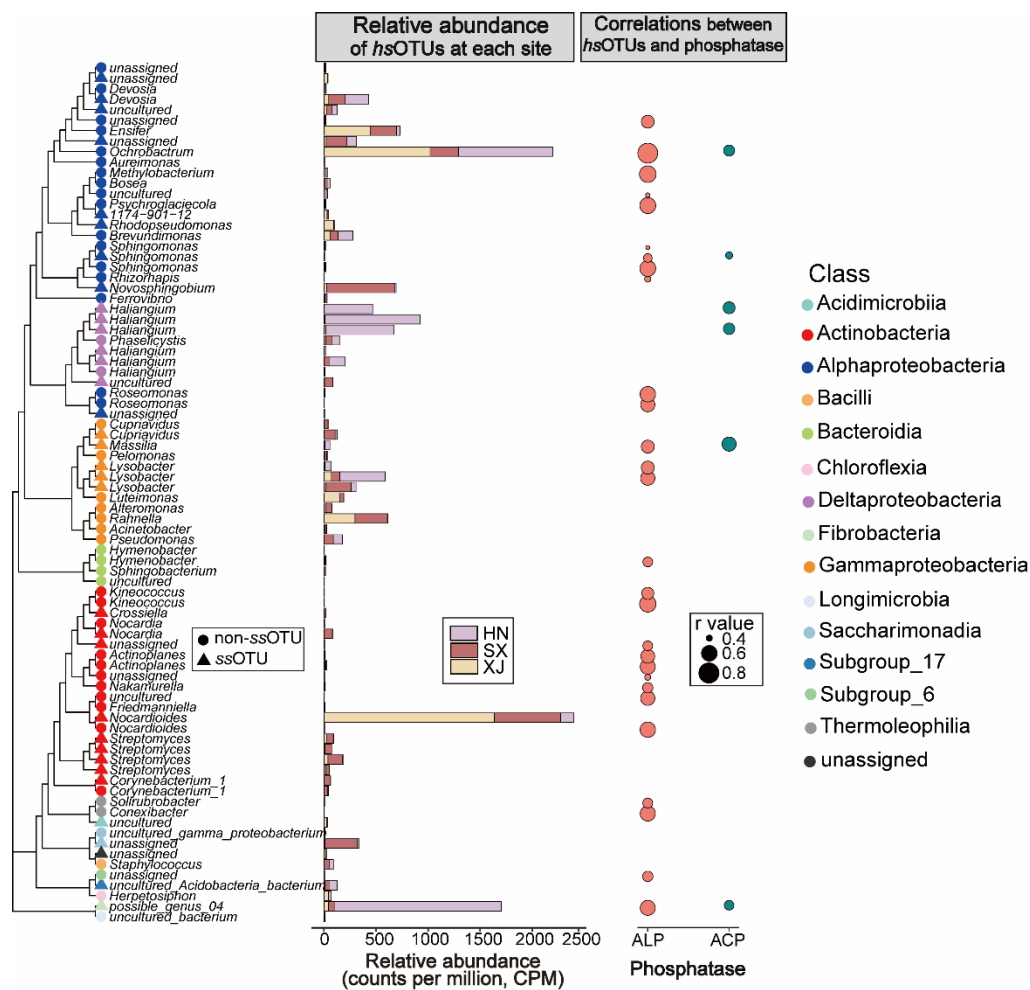 Relative abundance
of hsOTUs at each site
Correlations between
hsOTUs and phosphatase
unassigned
unassigned
Devosia
Devosia
uncultured
unassigned
Ensifer
unassigned
Ochrobactrum
Aureimonas
Methylobacterium
Bosea
uncultured
Psychroglaciecola
1174−901−12
Rhodopseudomonas
Brevundimonas
Sphingomonas
Sphingomonas
Sphingomonas
Rhizorhapis
Novosphingobium
Ferrovibrio
Haliangium
Haliangium
Haliangium
Phaselicystis
Haliangium
Haliangium
Haliangium
uncultured
Roseomonas
Roseomonas
unassigned
Cupriavidus
Cupriavidus
Massilia
Pelomonas
Lysobacter
Lysobacter
Lysobacter
Luteimonas
Alteromonas
Rahnella
Acinetobacter
Pseudomonas
Hymenobacter
Hymenobacter
Sphingobacterium
uncultured
Kineococcus
Kineococcus
Crossiella
Nocardia
Nocardia
unassigned
Actinoplanes
Actinoplanes
unassigned
Nakamurella
uncultured
Friedmanniella
Nocardioides
Nocardioides
Streptomyces
Streptomyces
Streptomyces
Streptomyces
Corynebacterium_1
Corynebacterium_1
Solirubrobacter
Conexibacter
uncultured
uncultured_gamma_proteobacterium
unassigned
unassigned
Staphylococcus
unassigned
uncultured_Acidobacteria_bacterium
Herpetosiphon
possible_genus_04
uncultured_bacterium
non-ssOTU
ssOTU
HN
SX
XJ
r value
0.4
0.6
0.8
Class
Acidimicrobiia
Actinobacteria
Alphaproteobacteria
Bacilli
Bacteroidia
Chloroflexia
Deltaproteobacteria
Fibrobacteria
Gammaproteobacteria
Longimicrobia
Saccharimonadia
Subgroup_17
Subgroup_6
Thermoleophilia
unassigned
0 500 1000 1500 2000 2500
Relative abundance
(counts per million, CPM)
ALP ACP
Phosphatase